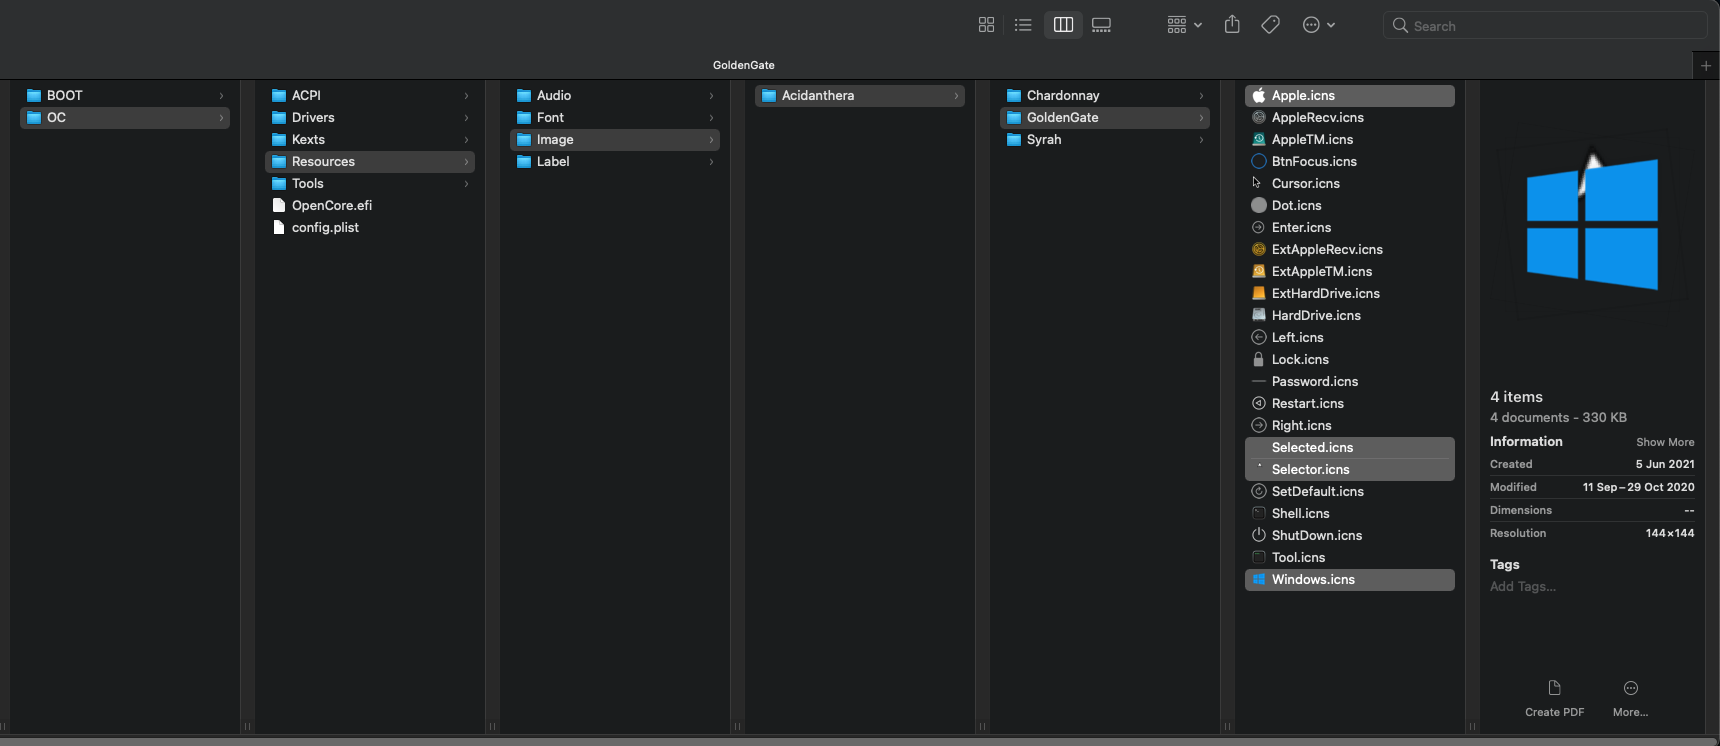 Search
GoldenGate
BOOT
OC
ACPI
Drivers
Kexts
Resources
Tools
OpenCore.efi
config.plist
Audio
Font
Image
Label
Acidanthera
Chardonnay
GoldenGate
Syrah
Apple.icns
AppleRecv.icns
AppleTM.icns
BtnFocus.icns
Cursor.icns
Dot.icns
Enter.icns
ExtAppleRecv.icns
ExtAppleTM.icns
ExtHardDrive.icns
HardDrive.icns
Left.icns
Lock.icns
Password.icns
Restart.icns
Right.icns
Selected.icns
Selector.icns
SetDefault.icns
Shell.icns
ShutDown.icns
Tool.icns
Windows.icns
4 items
4 documents - 330 KB
Information Show More
Created 5 Jun 2021
Modified 11 Sep – 29 Oct 2020
Dimensions --
Resolution 144×144
Tags
Add Tags...
Create PDF More...